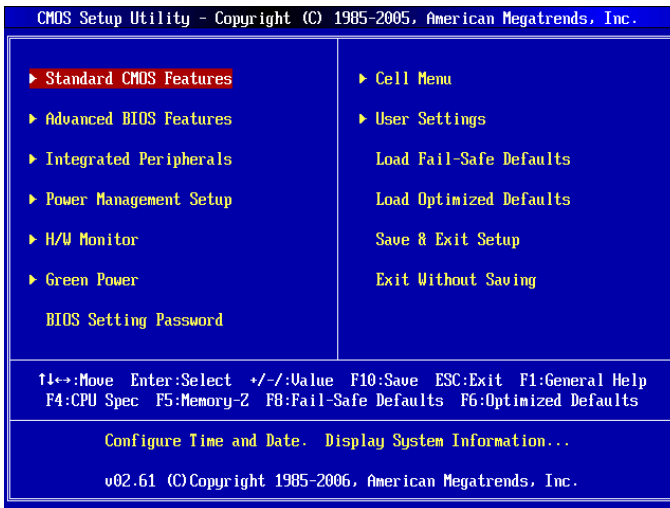 CMOS Setup Utility - Copyright (C) 1985-2005, American Megatrends, Inc.
▶ Standard CMOS Features
▶ Advanced BIOS Features
▶ Integrated Peripherals
▶ Power Management Setup
▶ H/W Monitor
▶ Green Power
BIOS Setting Password
▶ Cell Menu
▶ User Settings
Load Fail-Safe Defaults
Load Optimized Defaults
Save & Exit Setup
Exit Without Saving
↑↓←→:Move Enter:Select +/-/:Value F10:Save ESC:Exit F1:General Help
F4:CPU Spec F5:Memory-Z F8:Fail-Safe Defaults F6:Optimized Defaults
Configure Time and Date. Display System Information...
v02.61 (C)Copyright 1985-2006, American Megatrends, Inc.